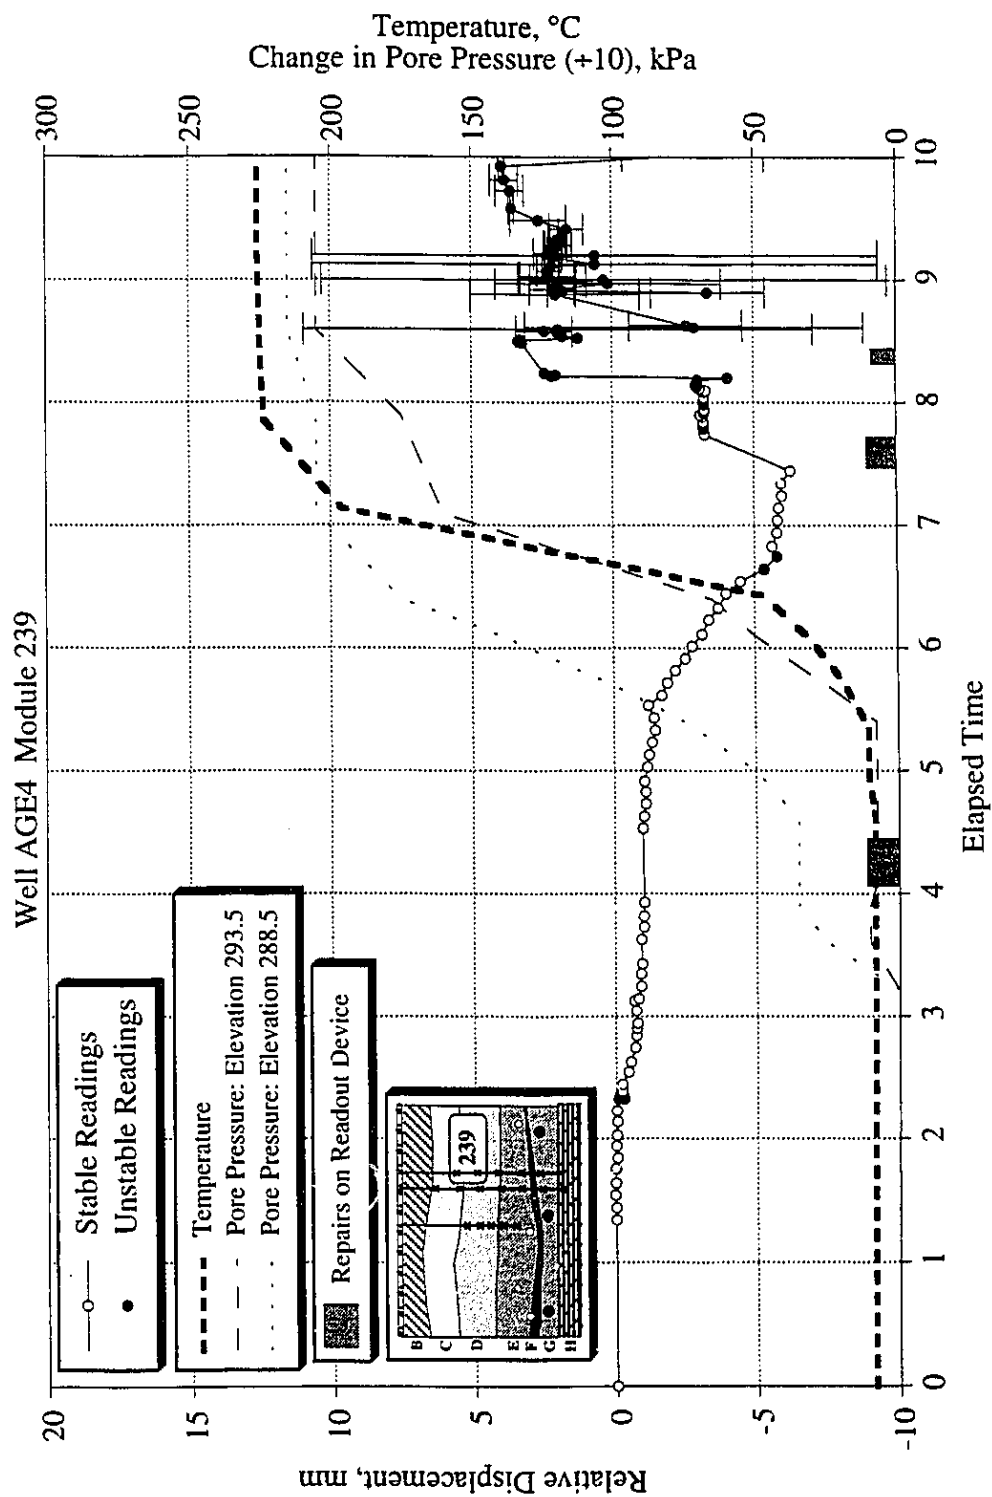 Well AGE4 Module 239
Stable Readings
Unstable Readings
Temperature
Pore Pressure: Elevation 293.5
Pore Pressure: Elevation 288.5
Repairs on Readout Device
B
C
D
E
F
G
H
239
Relative Displacement, mm
20
15
10
5
0
-5
-10
Temperature, °C
Change in Pore Pressure (÷10), kPa
300
250
200
150
100
50
0
0
1
2
3
4
5
6
7
8
9
10
Elapsed Time